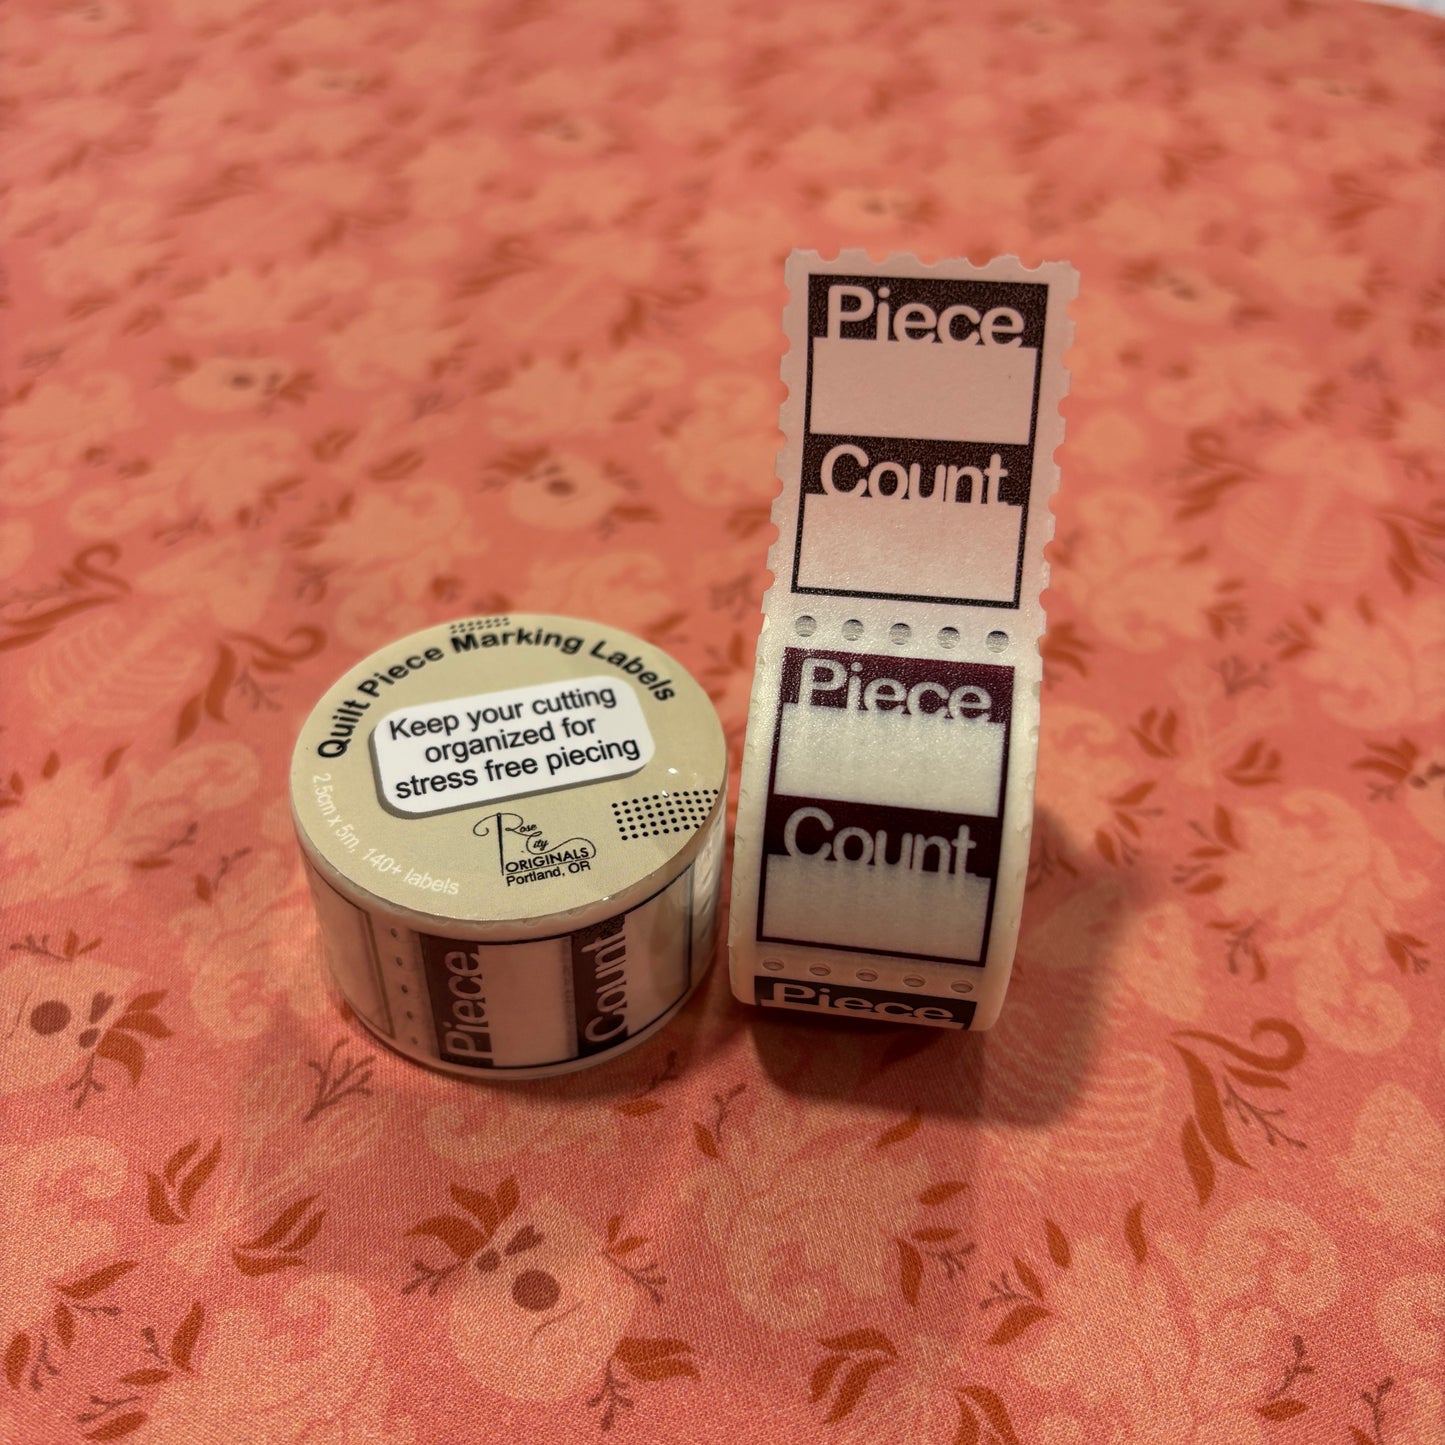 Quilt Piece Marking Labels
Keep your cutting
organized for
stress free piecing
2.5cm x 5m, 140+ labels
Rose
City
ORIGINALS
Portland, OR
Piece
Count
Piece
Count
Piece
Count
Piece